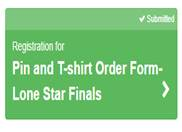 Submitted
Registration for
Pin and T-shirt Order Form-
Lone Star Finals